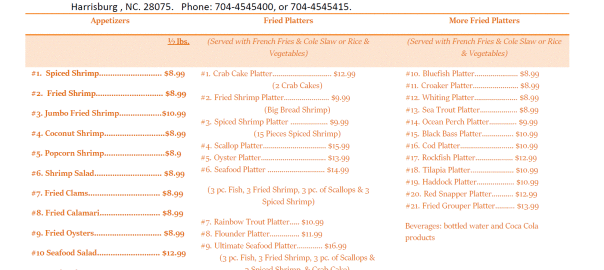 Harrisburg , NC. 28075. Phone: 704-4545400, or 704-4545415.
Appetizers
½ lbs.
#1. Spiced Shrimp........................... $8.99
#2. Fried Shrimp............................ $8.99
#3. Jumbo Fried Shrimp..................$10.99
#4. Coconut Shrimp.........................$8.99
#5. Popcorn Shrimp.........................$8.9
#6. Shrimp Salad............................ $8.99
#7. Fried Clams............................... $8.99
#8. Fried Calamari.......................... $8.99
#9. Fried Oysters............................ $8.99
#10 Seafood Salad........................... $12.99
Fried Platters
(Served with French Fries & Cole Slaw or Rice &
Vegetables)
#1. Crab Cake Platter........................ $12.99
(2 Crab Cakes)
#2. Fried Shrimp Platter.................. $9.99
(Big Bread Shrimp)
#3. Spiced Shrimp Platter ................ $9.99
(15 Pieces Spiced Shrimp)
#4. Scallop Platter........................... $15.99
#5. Oyster Platter............................ $13.99
#6. Seafood Platter ......................... $14.99
(3 pc. Fish, 3 Fried Shrimp, 3 pc. of Scallops & 3
Spiced Shrimp)
#7. Rainbow Trout Platter..... $10.99
#8. Flounder Platter................. $11.99
#9. Ultimate Seafood Platter............ $16.99
(3 pc. Fish, 3 Fried Shrimp, 3 pc. of Scallops &
3 Spiced Shrimp, & Crab Cake)
More Fried Platters
(Served with French Fries & Cole Slaw or Rice
& Vegetables)
#10. Bluefish Platter..................... $8.99
#11. Croaker Platter...................... $8.99
#12. Whiting Platter..................... $8.99
#13. Sea Trout Platter................... $8.99
#14. Ocean Perch Platter.............. $9.99
#15. Black Bass Platter................. $10.99
#16. Cod Platter........................... $10.99
#17. Rockfish Platter.................... $12.99
#18. Tilapia Platter....................... $10.99
#19. Haddock Platter................... $10.99
#20. Red Snapper Platter............. $12.99
#21. Fried Grouper Platter........... $13.99
Beverages: bottled water and Coca Cola
products